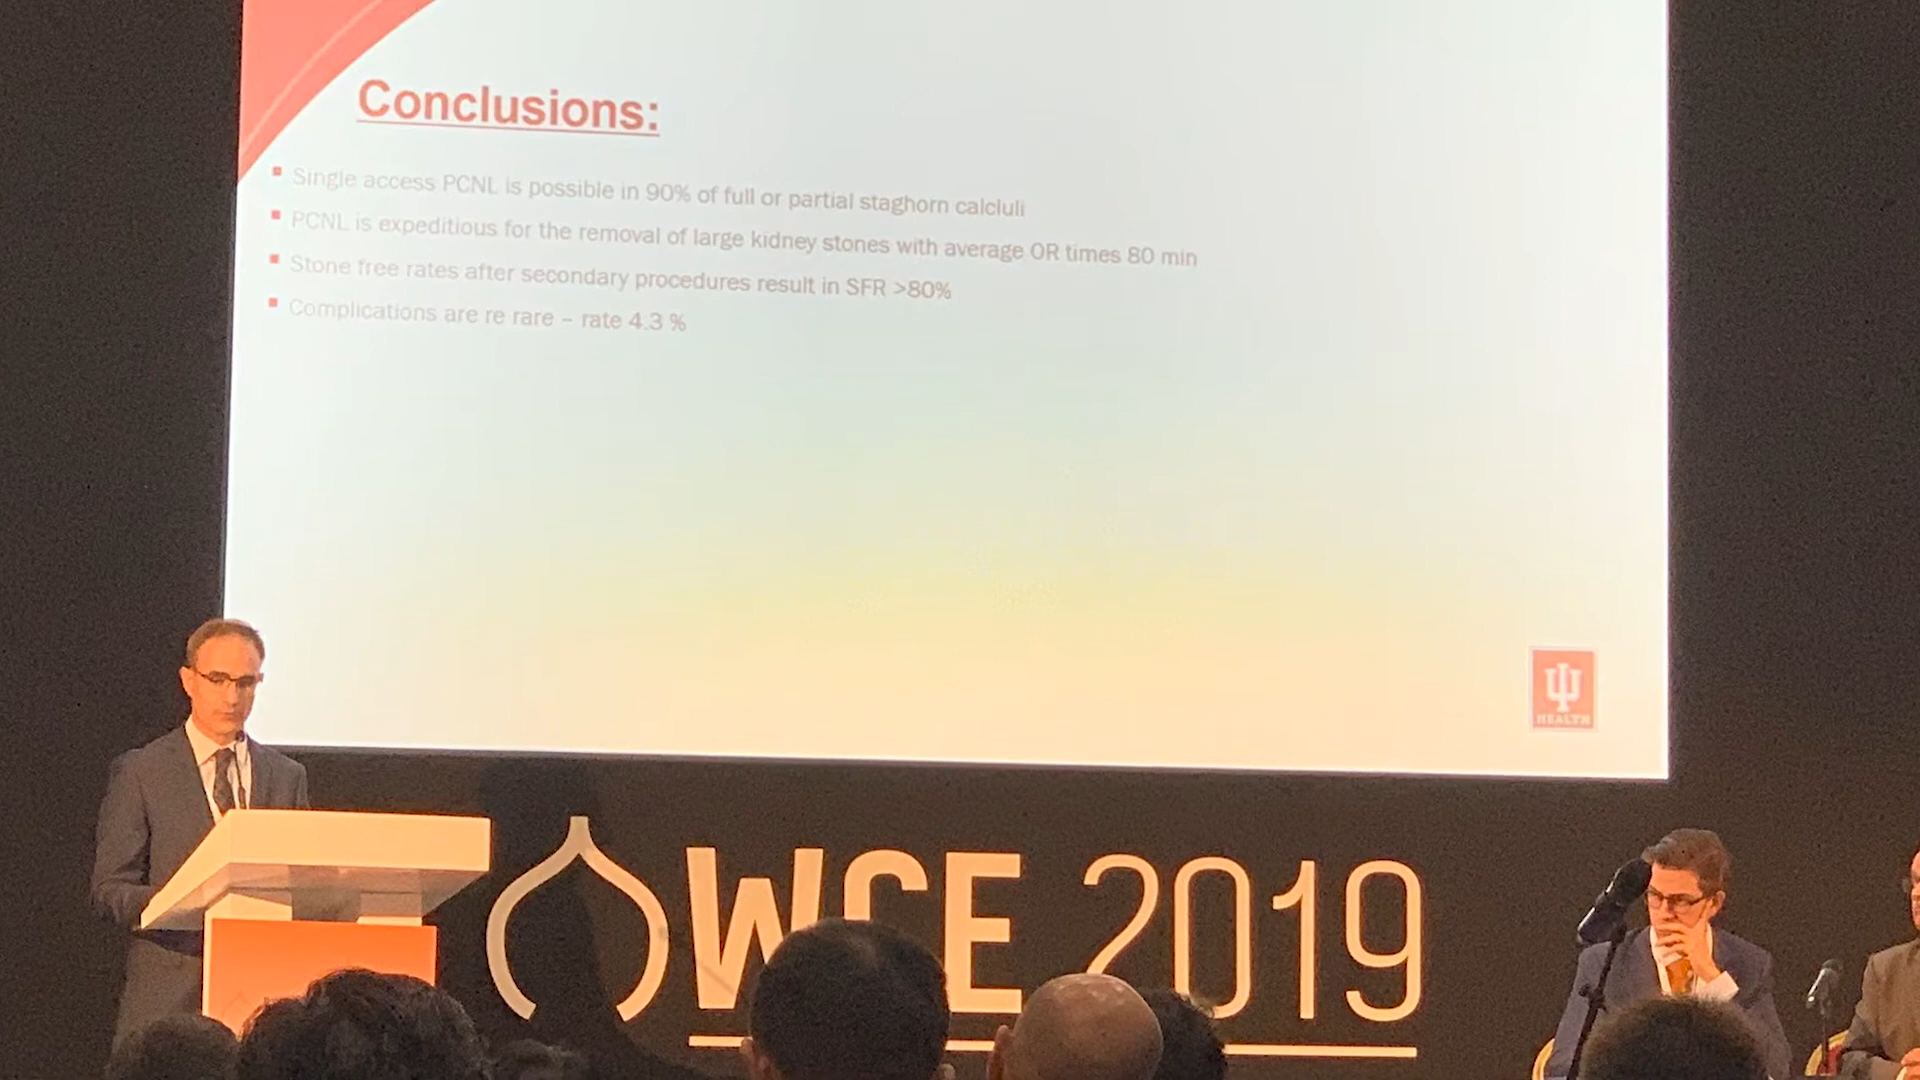 Conclusions:
Single access PCNL is possible in 90% of full or partial staghorn calcluli
PCNL is expeditious for the removal of large kidney stones with average OR times 80 min
Stone free rates after secondary procedures result in SFR >80%
Complications are re rare – rate 4.3 %
HEALTH
WCE 2019